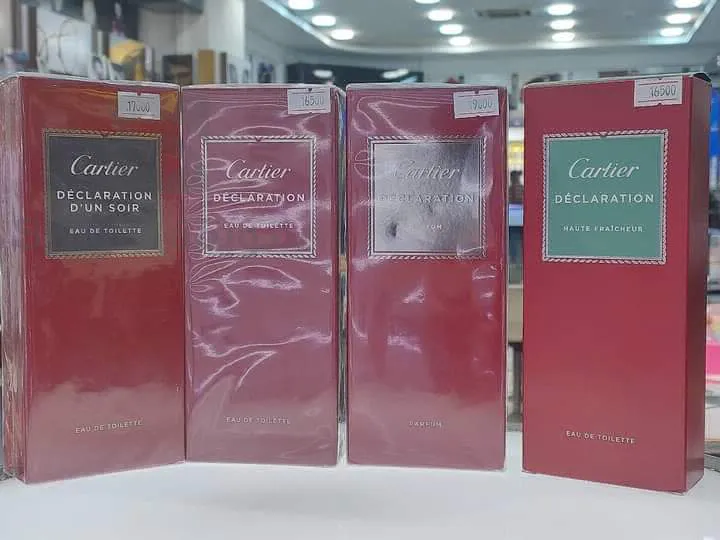 17000
Cartier
DÉCLARATION
D'UN SOIR
EAU DE TOILETTE
EAU DE TOILETTE
16500
Cartier
DÉCLARATION
EAU DE TOILETTE
EAU DE TOILETTE
19000
Cartier
DÉCLARATION
PARFUM
16500
Cartier
DÉCLARATION
HAUTE FRAÎCHEUR
EAU DE TOILETTE